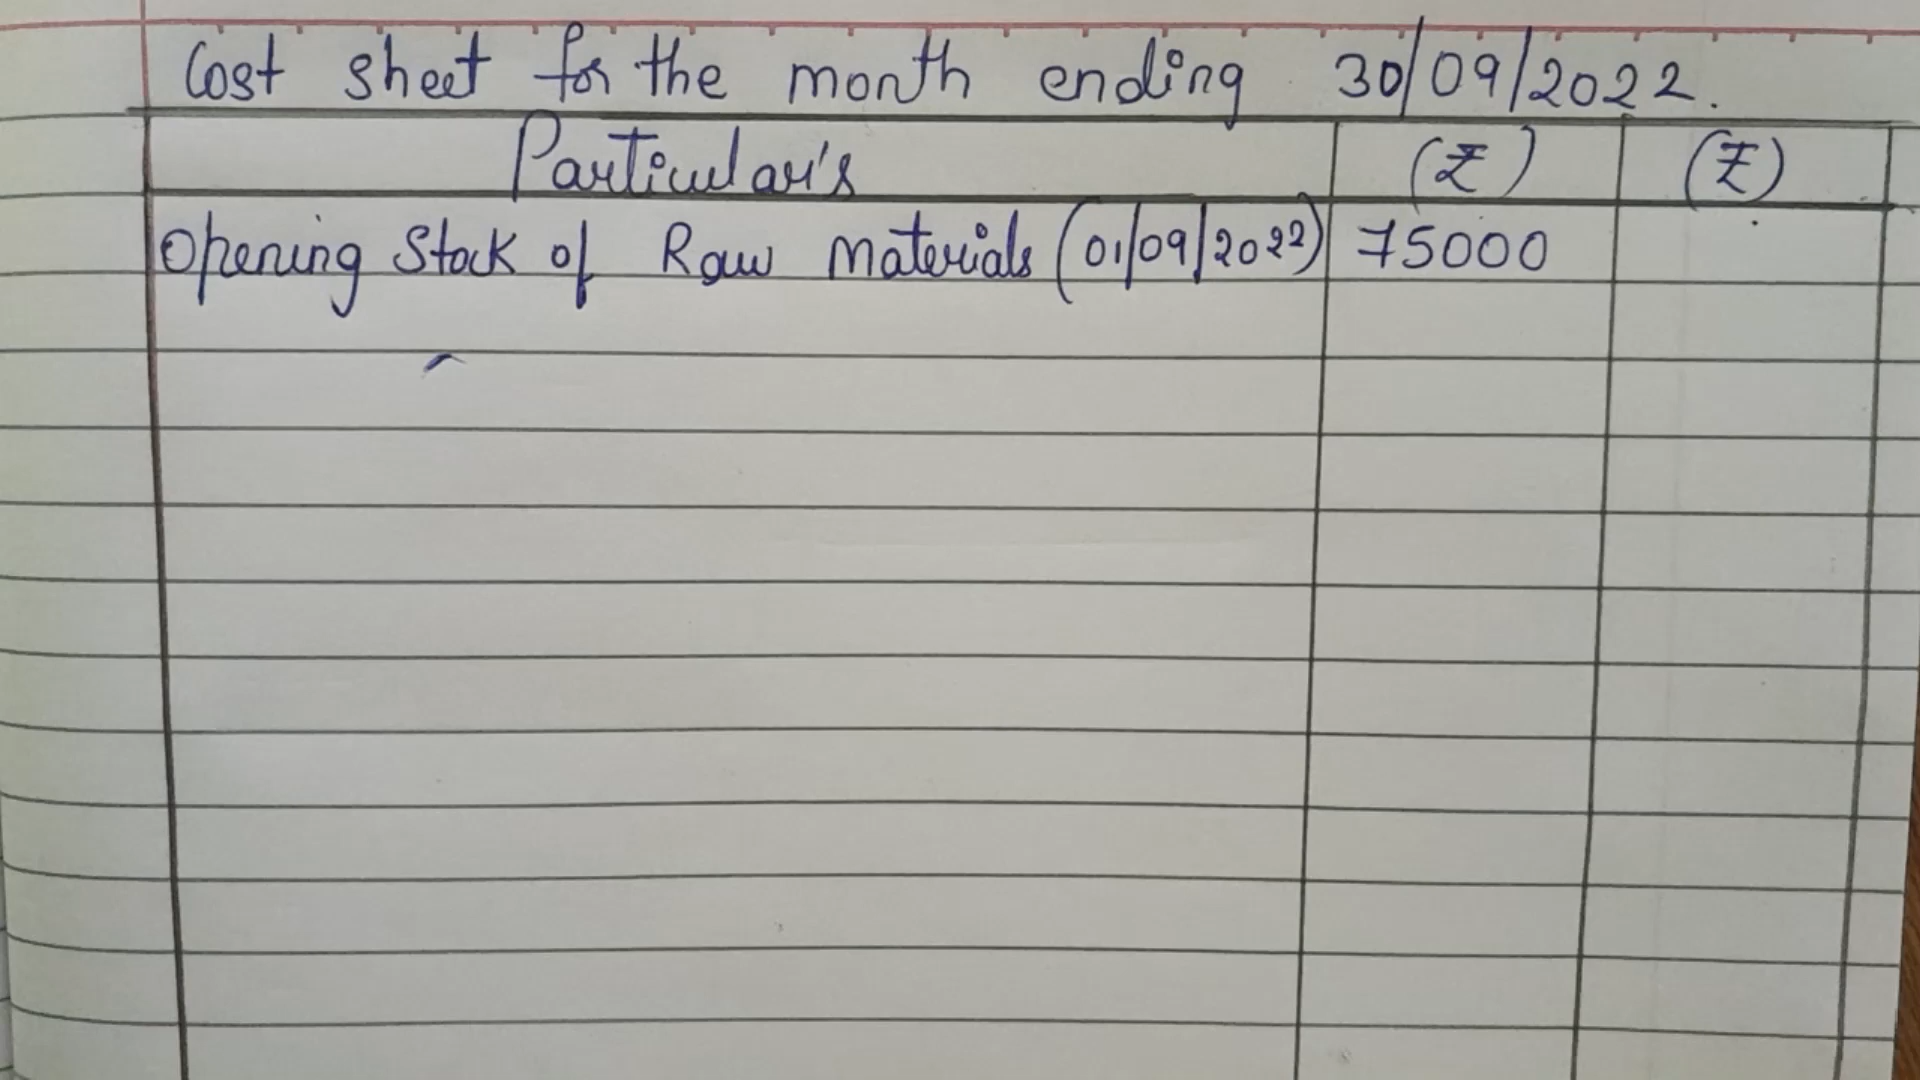 Cost sheet for the month ending 30/09/2022.
Particular's (₹) (₹)
Opening Stock of Raw Materials (01/09/2022) 75000